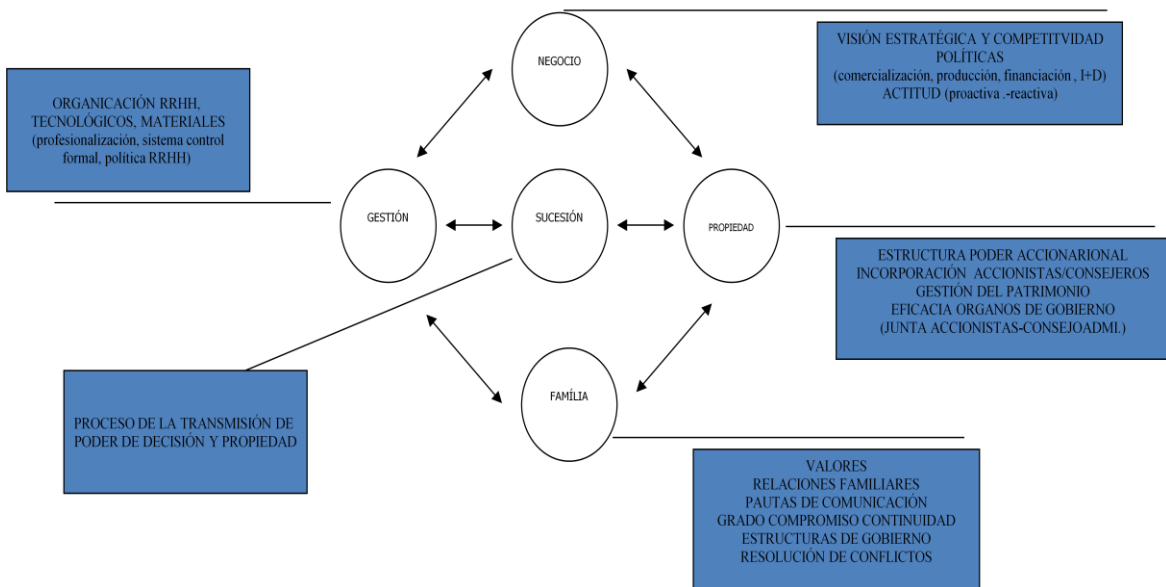 NEGOCIO
VISIÓN ESTRATÉGICA Y COMPETITVIDAD
POLÍTICAS
(comercialización, producción, financiación , I+D)
ACTITUD (proactiva .-reactiva)
ORGANICACIÓN RRHH,
TECNOLÓGICOS, MATERIALES
(profesionalización, sistema control
formal, política RRHH)
GESTIÓN
SUCESIÓN
PROPIEDAD
ESTRUCTURA PODER ACCIONARIONAL
INCORPORACIÓN ACCIONISTAS/CONSEJEROS
GESTIÓN DEL PATRIMONIO
EFICACIA ORGANOS DE GOBIERNO
(JUNTA ACCIONISTAS-CONSEJOADMI.)
PROCESO DE LA TRANSMISIÓN DE
PODER DE DECISIÓN Y PROPIEDAD
FAMÍLIA
VALORES
RELACIONES FAMILIARES
PAUTAS DE COMUNICACIÓN
GRADO COMPROMISO CONTINUIDAD
ESTRUCTURAS DE GOBIERNO
RESOLUCIÓN DE CONFLICTOS